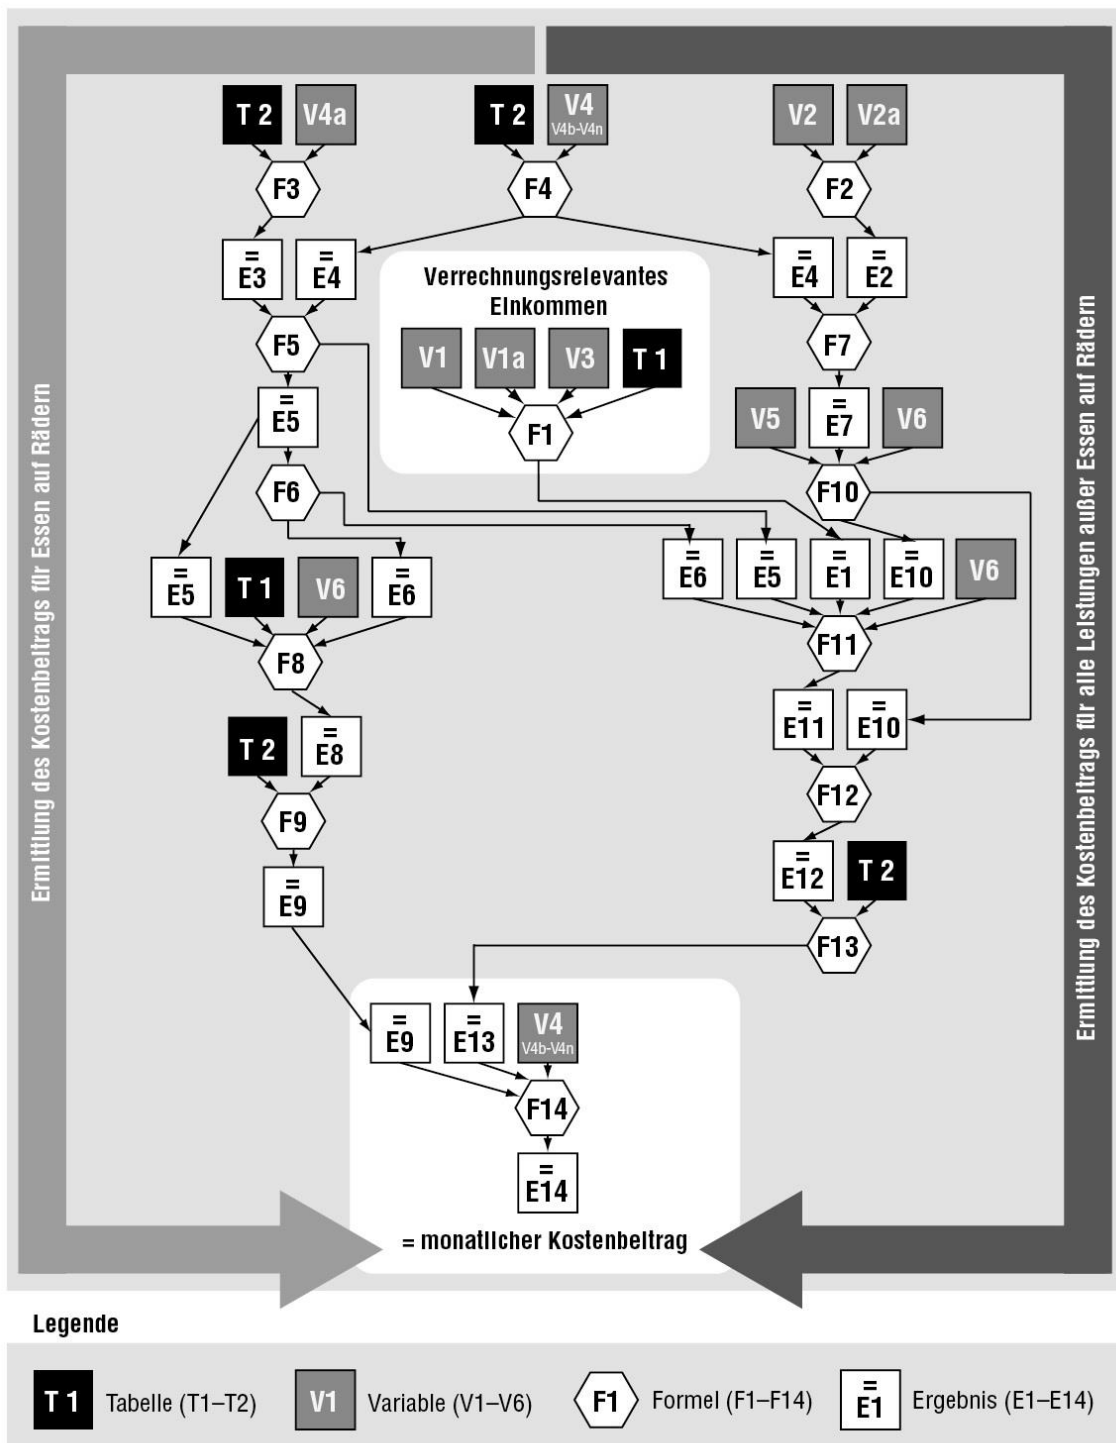 T 2
V4a
T 2
V4
V4b-V4n
V2
V2a
F3
F4
F2
=
E3
=
E4
=
E4
=
E2
Verrechnungsrelevantes
Einkommen
F5
F7
V1
V1a
V3
T 1
=
E5
V5
=
E7
V6
F1
F6
F10
=
E5
T 1
V6
=
E6
=
E6
=
E5
=
E1
=
E10
V6
F8
F11
T 2
=
E8
=
E11
=
E10
F9
F12
=
E9
=
E12
T 2
F13
=
E9
=
E13
V4
V4b-V4n
F14
=
E14
= monatlicher Kostenbeitrag
Ermittlung des Kostenbeitrags für Essen auf Rädern
Ermittlung des Kostenbeitrags für alle Leistungen außer Essen auf Rädern
Legende
T 1 Tabelle (T1–T2)
V1 Variable (V1–V6)
F1 Formel (F1–F14)
=
E1 Ergebnis (E1–E14)